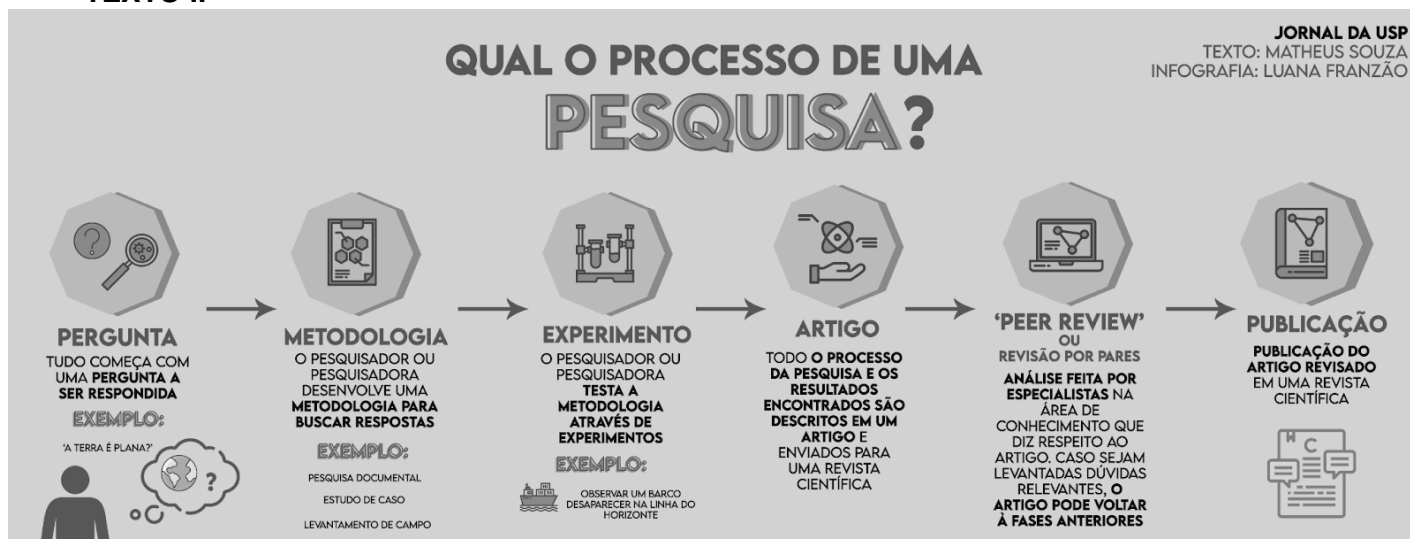 QUAL O PROCESSO DE UMA
PESQUISA?
JORNAL DA USP
TEXTO: MATHEUS SOUZA
INFOGRAFIA: LUANA FRANZÃO
PERGUNTA
TUDO COMEÇA COM
UMA PERGUNTA A
SER RESPONDIDA
EXEMPLO:
'A TERRA É PLANA?'
?
METODOLOGIA
O PESQUISADOR OU
PESQUISADORA
DESENVOLVE UMA
METODOLOGIA PARA
BUSCAR RESPOSTAS
EXEMPLO:
PESQUISA DOCUMENTAL
ESTUDO DE CASO
LEVANTAMENTO DE CAMPO
EXPERIMENTO
O PESQUISADOR OU
PESQUISADORA
TESTA A
METODOLOGIA
ATRAVÉS DE
EXPERIMENTOS
EXEMPLO:
OBSERVAR UM BARCO
DESAPARECER NA LINHA DO
HORIZONTE
ARTIGO
TODO O PROCESSO
DA PESQUISA E OS
RESULTADOS
ENCONTRADOS SÃO
DESCRITOS EM UM
ARTIGO E
ENVIADOS PARA
UMA REVISTA
CIENTÍFICA
'PEER REVIEW'
OU
REVISÃO POR PARES
ANÁLISE FEITA POR
ESPECIALISTAS NA
ÁREA DE
CONHECIMENTO QUE
DIZ RESPEITO AO
ARTIGO. CASO SEJAM
LEVANTADAS DÚVIDAS
RELEVANTES, O
ARTIGO PODE VOLTAR
À FASES ANTERIORES
PUBLICAÇÃO
PUBLICAÇÃO DO
ARTIGO REVISADO
EM UMA REVISTA
CIENTÍFICA
W C